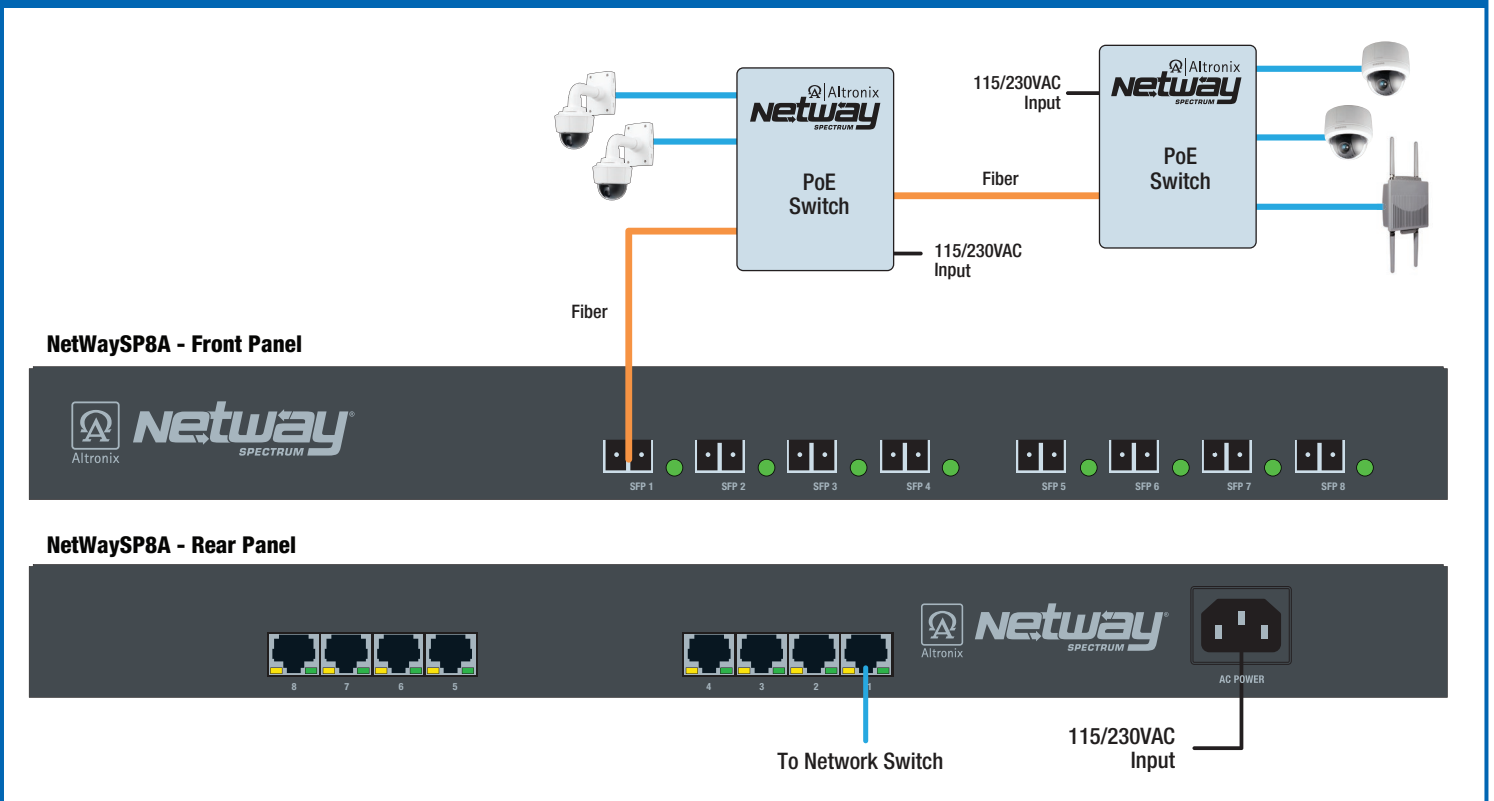 Altronix
Netway
SPECTRUM
PoE
Switch
115/230VAC
Input
Fiber
115/230VAC
Input
Altronix
Netway
SPECTRUM
PoE
Switch
Fiber
NetWaySP8A - Front Panel
Altronix
Netway®
SPECTRUM
SFP 1
SFP 2
SFP 3
SFP 4
SFP 5
SFP 6
SFP 7
SFP 8
NetWaySP8A - Rear Panel
8
7
6
5
4
3
2
1
Altronix
Netway®
SPECTRUM
AC POWER
To Network Switch
115/230VAC
Input